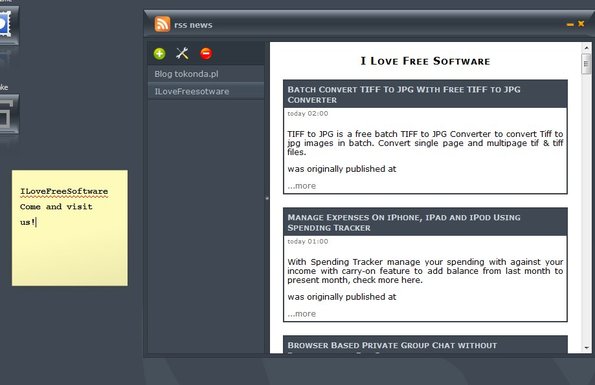 ome
rss news
ake
Blog tokonda.pl
ILoveFreesotware
I Love Free Software
Batch Convert TIFF To JPG With Free TIFF to JPG
Converter
today 02:00
TIFF to JPG is a free batch TIFF to JPG Converter to convert Tiff to
jpg images in batch. Convert single page and multipage tif & tiff
files.
was originally published at
...more
Manage Expenses On iPhone, iPad and iPod Using
Spending Tracker
today 01:00
With Spending Tracker manage your spending with against your
income with carry-on feature to add balance from last month to
present month, check more here.
was originally published at
...more
Browser Based Private Group Chat without
ILoveFreeSoftware
Come and visit
us!